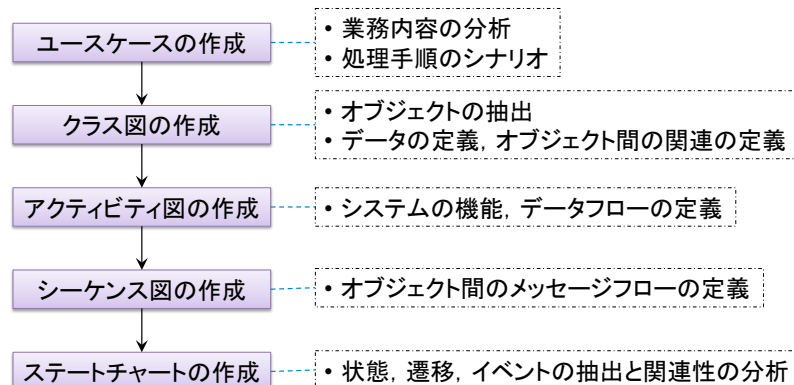 ユースケースの作成
• 業務内容の分析
• 処理手順のシナリオ
クラス図の作成
• オブジェクトの抽出
• データの定義, オブジェクト間の関連の定義
アクティビティ図の作成
• システムの機能, データフローの定義
シーケンス図の作成
• オブジェクト間のメッセージフローの定義
ステートチャートの作成
• 状態, 遷移, イベントの抽出と関連性の分析